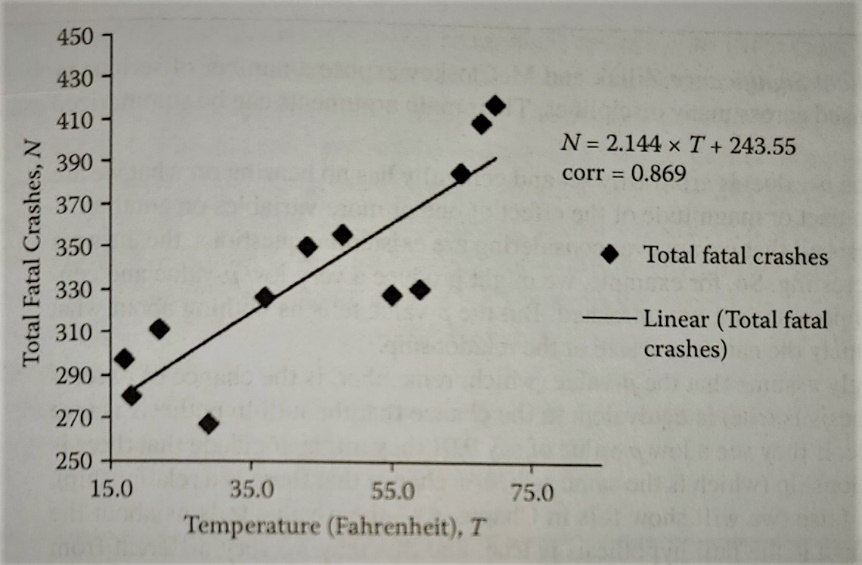 450
430
410
390
370
350
330
310
290
270
250
Total Fatal Crashes, N
15.0 35.0 55.0 75.0
Temperature (Fahrenheit), T
N = 2.144 × T + 243.55
corr = 0.869
Total fatal crashes
Linear (Total fatal
crashes)